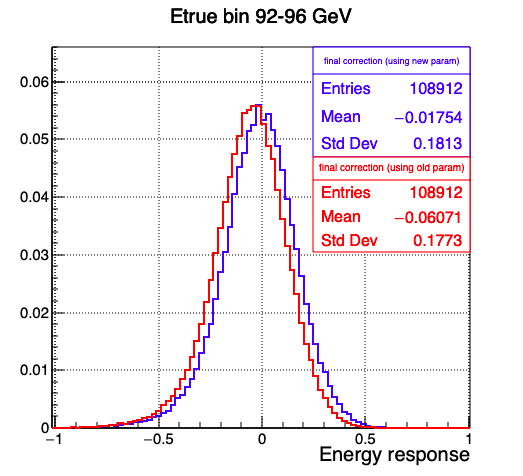 Etrue bin 92-96 GeV
final correction (using new param)
Entries 108912
Mean −0.01754
Std Dev 0.1813
final correction (using old param)
Entries 108912
Mean −0.06071
Std Dev 0.1773
0.06
0.05
0.04
0.03
0.02
0.01
0
−1 −0.5 0 0.5 1
Energy response